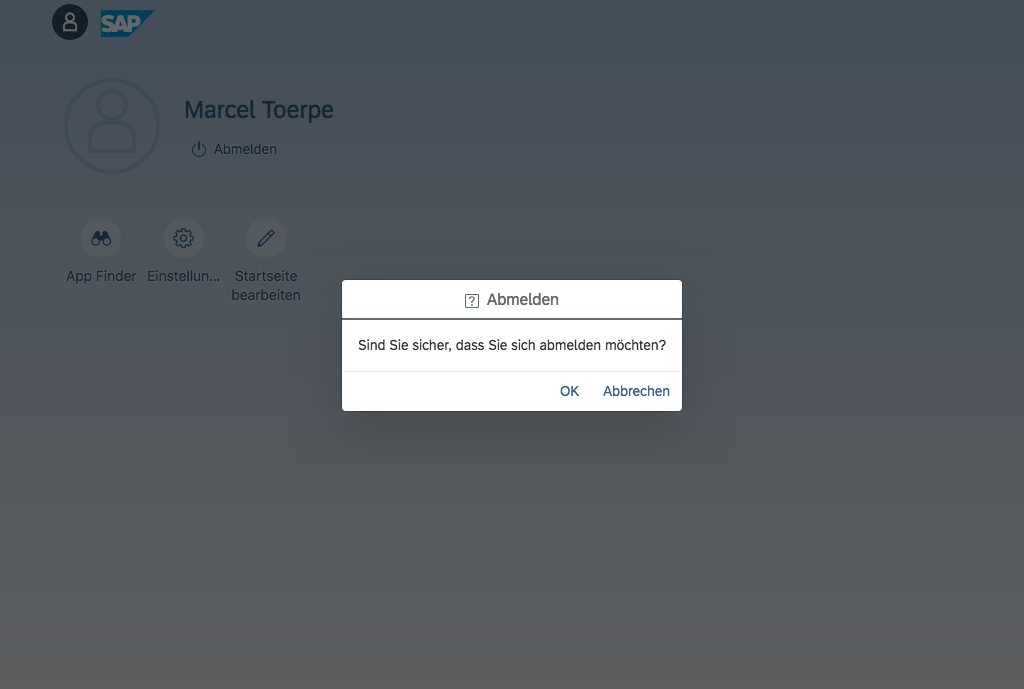 SAP
Marcel Toerpe
Abmelden
App Finder
Einstellun...
Startseite
bearbeiten
Abmelden
Sind Sie sicher, dass Sie sich abmelden möchten?
OK
Abbrechen